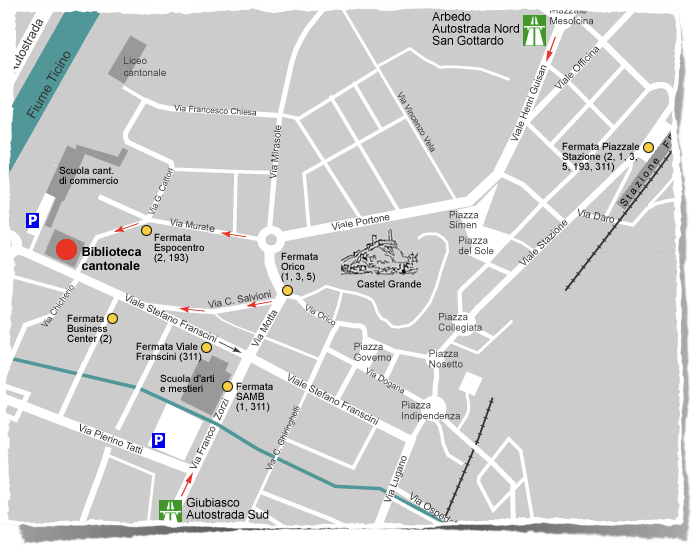 Arbedo
Autostrada Nord
San Gottardo
Piazzale
Mesolcina
Autostrada
Fiume Ticino
Liceo
cantonale
Via Francesco Chiesa
Via Vincenzo Vela
Viale Henri Guisan
Viale Officina
Via Mirasole
Fermata Piazzale
Stazione (2, 1, 3,
5, 193, 311)
Scuola cant.
di commercio
Via G. Cattori
P
Via Murate
Viale Portone
Piazza
Simen
Piazza
del Sole
Via Daro
Viale Stazione
Biblioteca
cantonale
Fermata
Espocentro
(2, 193)
Fermata
Orico
(1, 3, 5)
Castel Grande
Via Chicherio
Viale Stefano Franscini
Via C. Salvioni
Via Motta
Via Orico
Piazza
Collegiata
Fermata
Business
Center (2)
Fermata Viale
Franscini (311)
Piazza
Governo
Piazza
Nosetto
Scuola d'arti
e mestieri
Fermata
SAMB
(1, 311)
Viale Stefano Franscini
Via Dogana
Piazza
Indipendenza
Via Pierino Tatti
P
Via Franco Zorzi
Via C. Ghiringhelli
Via Lugano
Giubiasco
Autostrada Sud